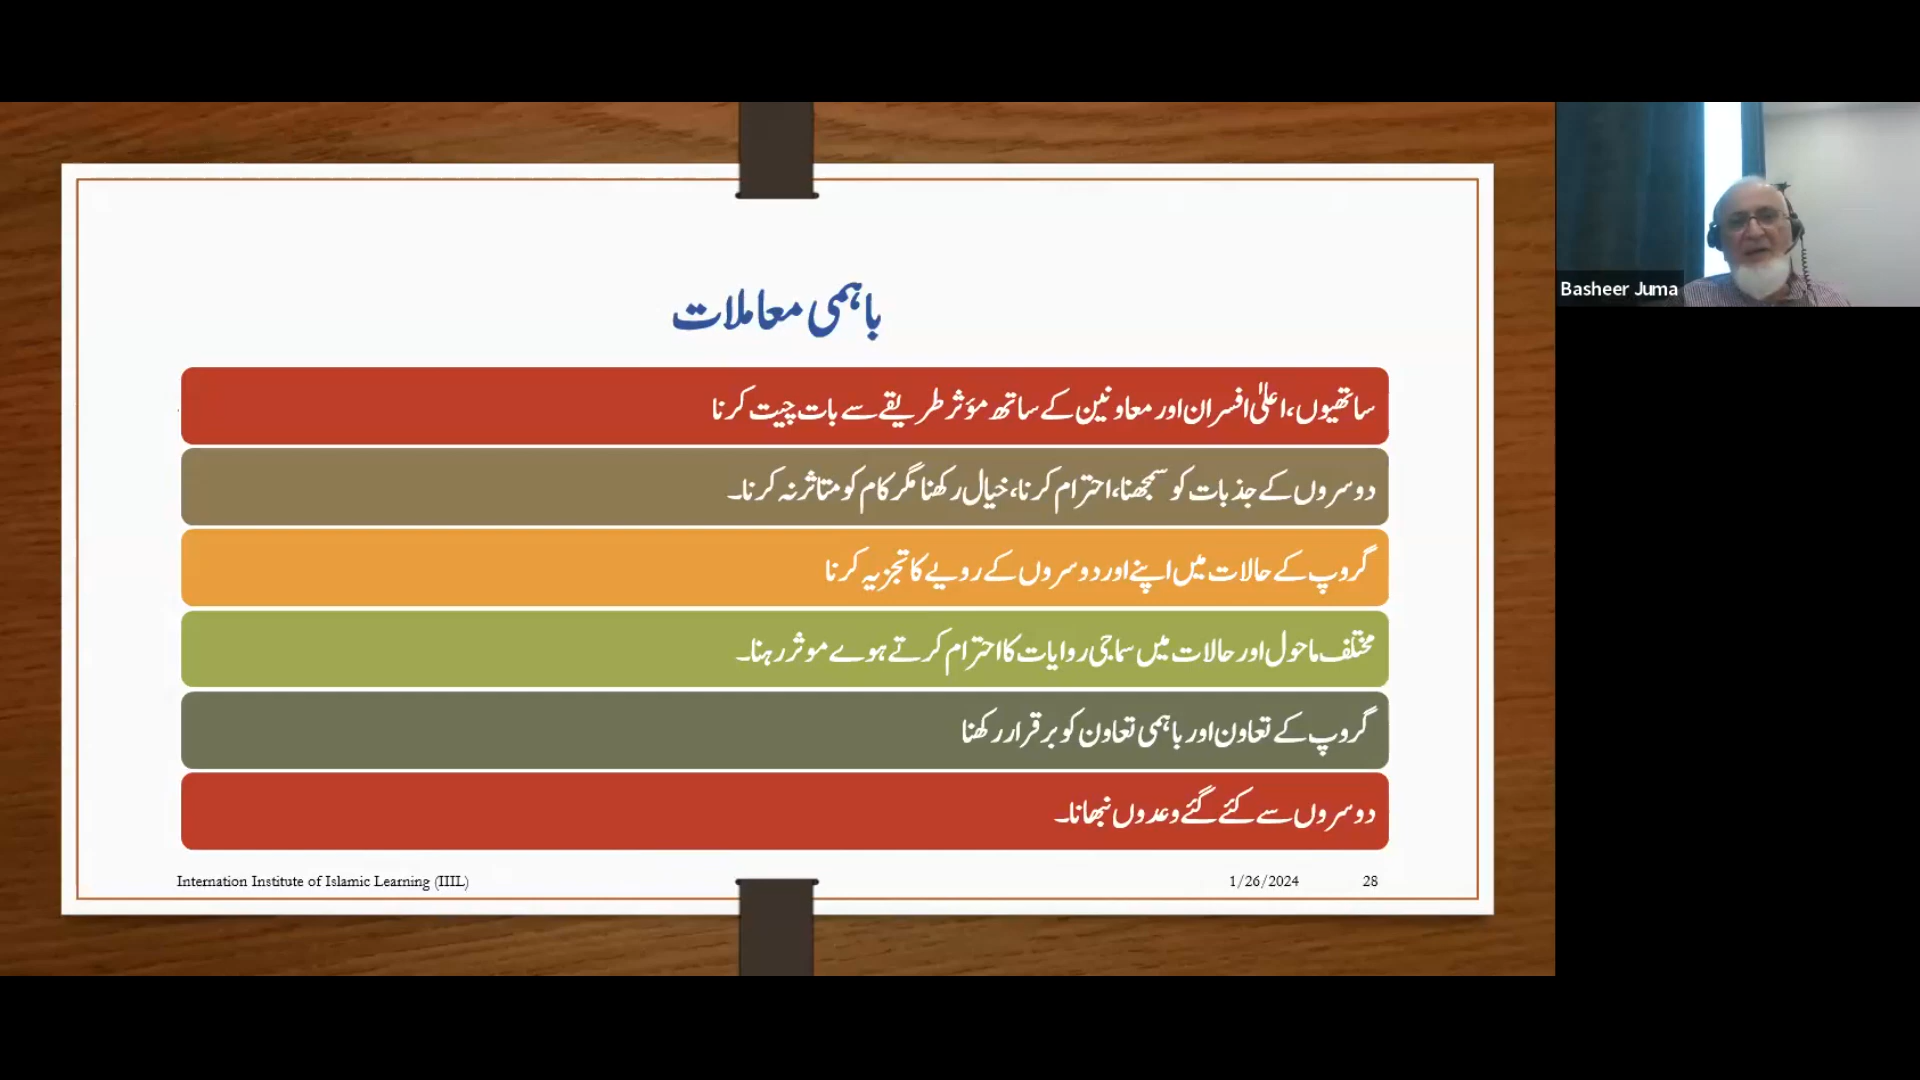 باہمی معاملات
ساتھیوں، اعلیٰ افسران اور معاونین کے ساتھ مؤثر طریقے سے بات چیت کرنا
دوسروں کے جذبات کو سمجھنا، احترام کرنا، خیال رکھنا مگر کام کو متاثر نہ کرنا۔
گروپ کے حالات میں اپنے اور دوسروں کے رویے کا تجزیہ کرنا
مختلف ماحول اور حالات میں سماجی روایات کا احترام کرتے ہوے موثر رہنا۔
گروپ کے تعاون اور باہمی تعاون کو برقرار رکھنا
دوسروں سے کئے گئے وعدوں نبھانا۔
Internation Institute of Islamic Learning (IIIL) 1/26/2024 28
Basheer Juma